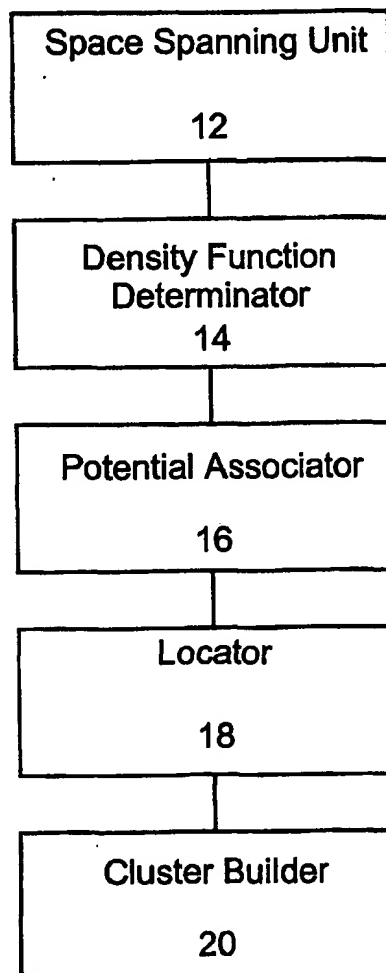 Space Spanning Unit
12
Density Function
Determinator
14
Potential Associator
16
Locator
18
Cluster Builder
20